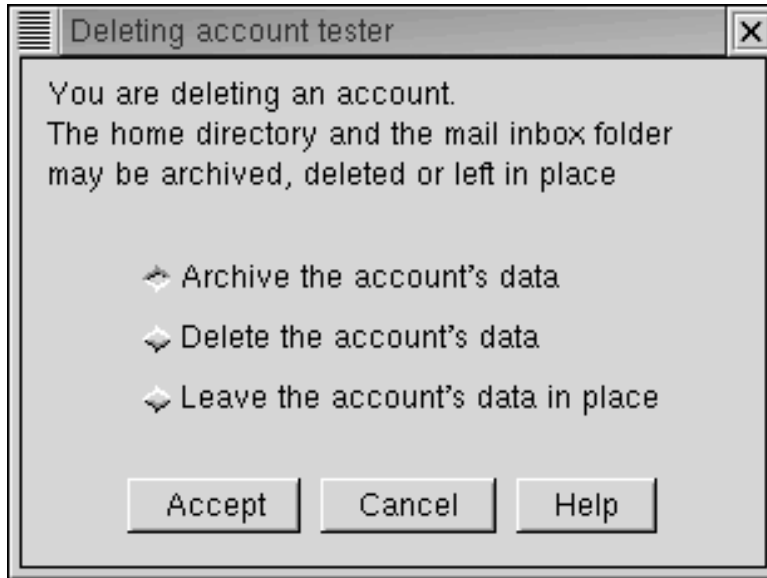 Deleting account tester
You are deleting an account.
The home directory and the mail inbox folder
may be archived, deleted or left in place
Archive the account's data
Delete the account's data
Leave the account's data in place
Accept Cancel Help